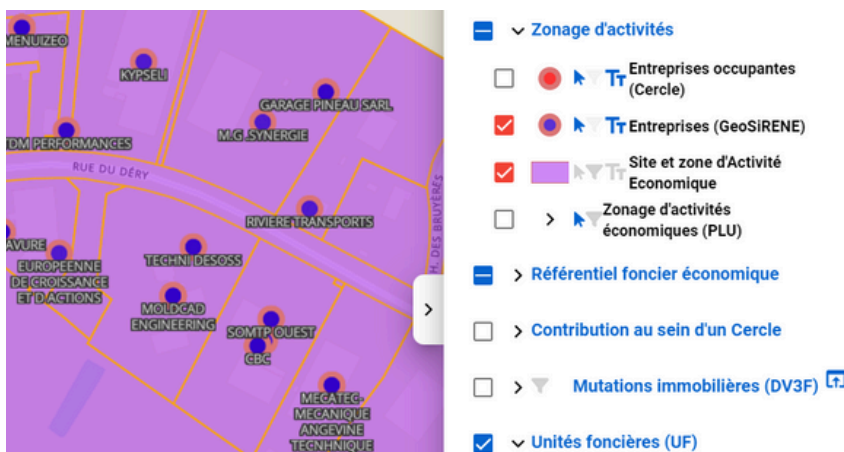 MENUIZEO
KYPSELI
GARAGE PINEAU SARL
M.G .SYNERGIE
TDM PERFORMANCES
RUE DU DÉRY
RIVIERE TRANSPORTS
H. DES BRUYÈRES
AVURE
EUROPEENNE
DE CROISSANCE
ET D ACTIONS
TECHNI DESOSS
MOLDCAD
ENGINEERING
SOMTP OUEST
CBC
MECATEC-
MECANIQUE
ANGEVINE
TECNHNIQUE
Zonage d'activités
Entreprises occupantes
(Cercle)
Entreprises (GeoSiRENE)
Site et zone d'Activité
Economique
Zonage d'activités
économiques (PLU)
Référentiel foncier économique
Contribution au sein d'un Cercle
Mutations immobilières (DV3F)
Unités foncières (UF)